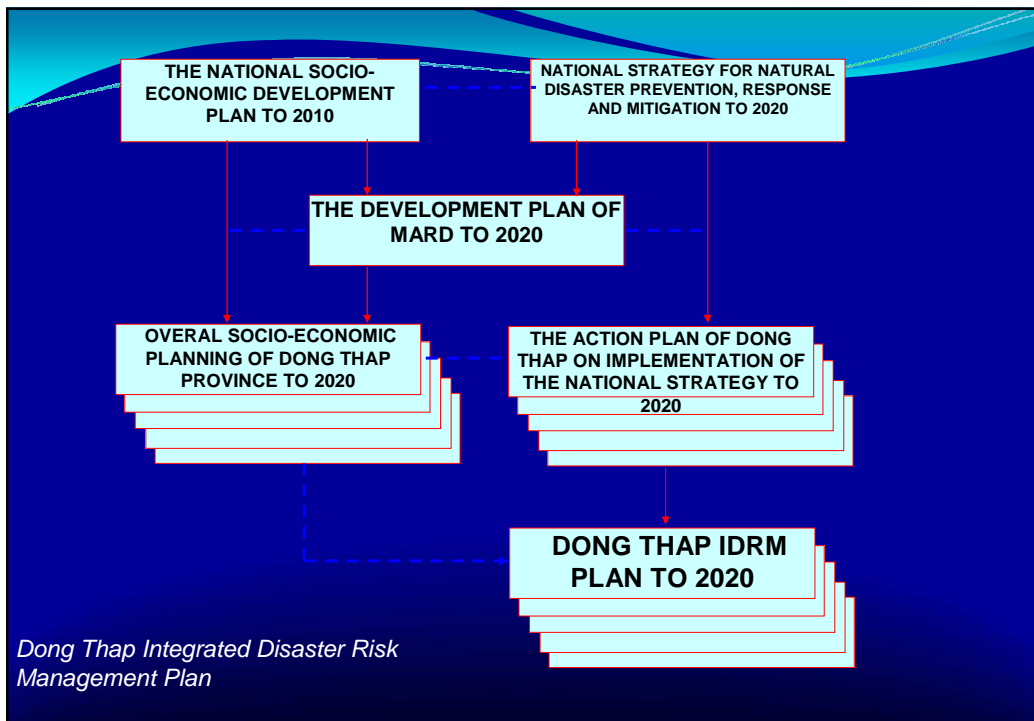 THE NATIONAL SOCIO-
ECONOMIC DEVELOPMENT
PLAN TO 2010
NATIONAL STRATEGY FOR NATURAL
DISASTER PREVENTION, RESPONSE
AND MITIGATION TO 2020
THE DEVELOPMENT PLAN OF
MARD TO 2020
OVERAL SOCIO-ECONOMIC
PLANNING OF DONG THAP
PROVINCE TO 2020
THE ACTION PLAN OF DONG
THAP ON IMPLEMENTATION OF
THE NATIONAL STRATEGY TO
2020
DONG THAP IDRM
PLAN TO 2020
Dong Thap Integrated Disaster Risk
Management Plan